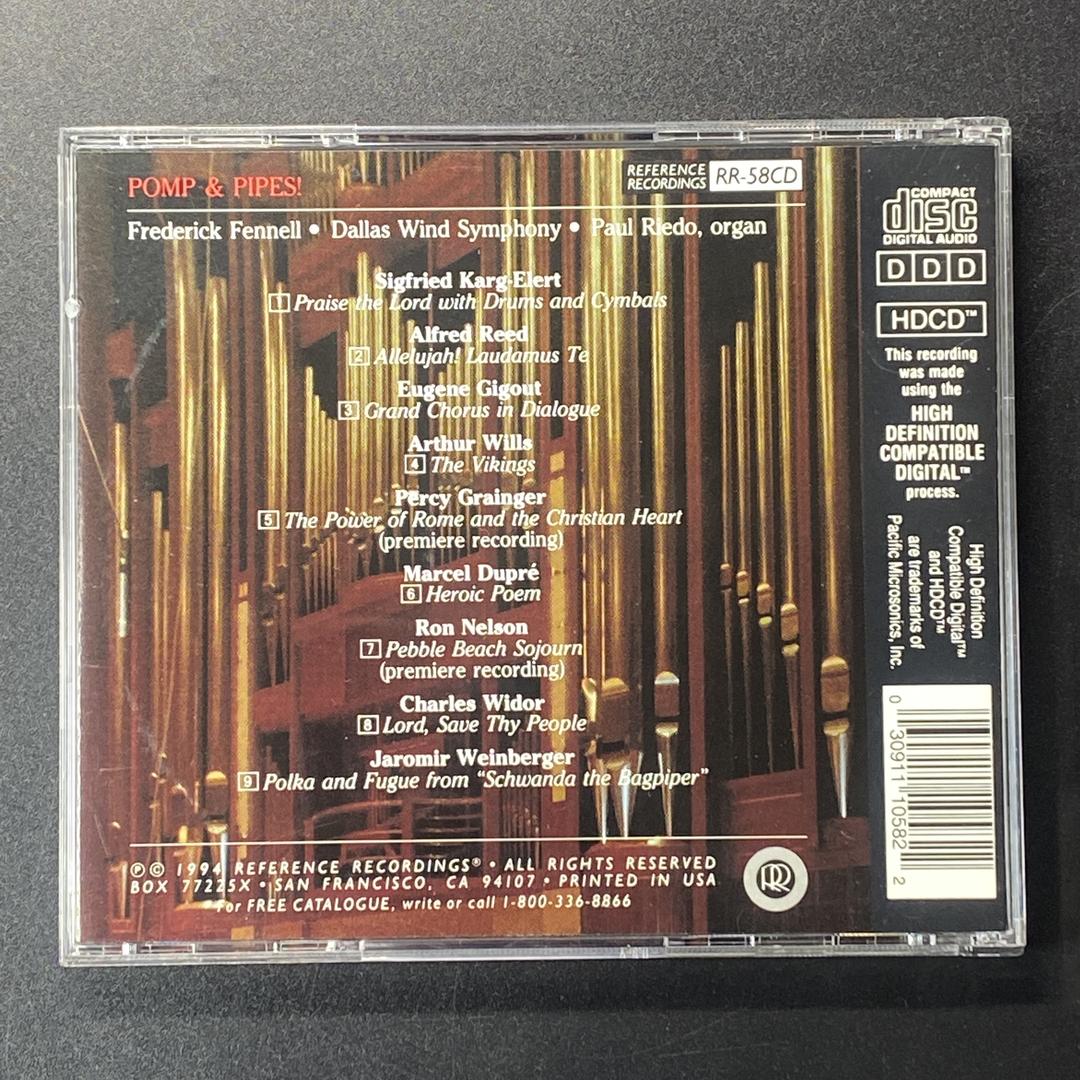 POMP & PIPES!
REFERENCE
RECORDINGS
RR-58CD
Frederick Fennell • Dallas Wind Symphony • Paul Riedo, organ
Sigfried Karg-Elert
1 Praise the Lord with Drums and Cymbals
Alfred Reed
2 Allelujah! Laudamus Te
Eugene Gigout
3 Grand Chorus in Dialogue
Arthur Wills
4 The Vikings
Percy Grainger
5 The Power of Rome and the Christian Heart
(premiere recording)
Marcel Dupré
6 Heroic Poem
Ron Nelson
7 Pebble Beach Sojourn
(premiere recording)
Charles Widor
8 Lord, Save Thy People
Jaromir Weinberger
9 Polka and Fugue from “Schwanda the Bagpiper”
℗ © 1994 REFERENCE RECORDINGS® • ALL RIGHTS RESERVED
BOX 77225X • SAN FRANCISCO, CA 94107 • PRINTED IN USA
For FREE CATALOGUE, write or call 1-800-336-8866
RR
COMPACT
disc
DIGITAL AUDIO
D D D
HDCD™
This recording
was made
using the
HIGH
DEFINITION
COMPATIBLE
DIGITAL™
process.
High Definition
Compatible Digital™
and HDCD™
are trademarks of
Pacific Microsonics, Inc.
0 30911 10582 2